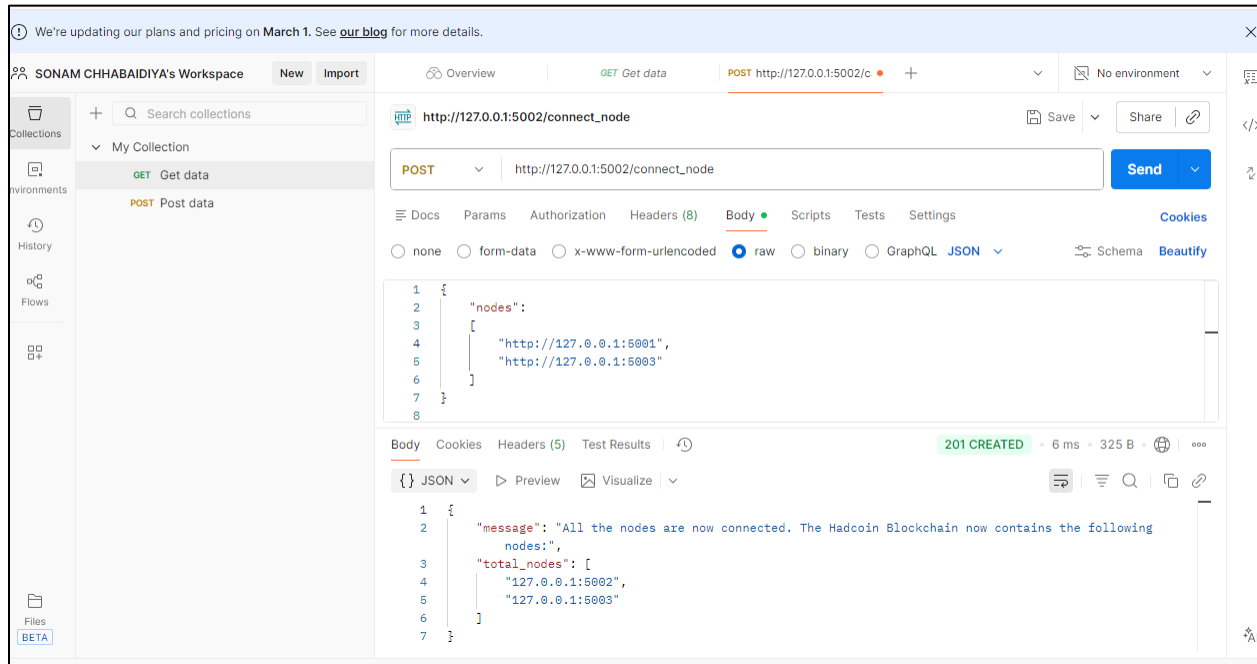 We're updating our plans and pricing on March 1. See our blog for more details.
SONAM CHHABAIDIYA's Workspace New Import
Overview GET Get data POST http://127.0.0.1:5002/c No environment
Collections
nvironments
History
Flows
Files
BETA
Search collections
My Collection
GET Get data
POST Post data
HTTP http://127.0.0.1:5002/connect_node Save Share
POST http://127.0.0.1:5002/connect_node Send
Docs Params Authorization Headers (8) Body Scripts Tests Settings Cookies
none form-data x-www-form-urlencoded raw binary GraphQL JSON Schema Beautify
1 {
2 "nodes":
3 [
4 "http://127.0.0.1:5001",
5 "http://127.0.0.1:5003"
6 ]
7 }
8
Body Cookies Headers (5) Test Results 201 CREATED 6 ms 325 B
{} JSON Preview Visualize
1 {
2 "message": "All the nodes are now connected. The Hadcoin Blockchain now contains the following
nodes:",
3 "total_nodes": [
4 "127.0.0.1:5002",
5 "127.0.0.1:5003"
6 ]
7 }